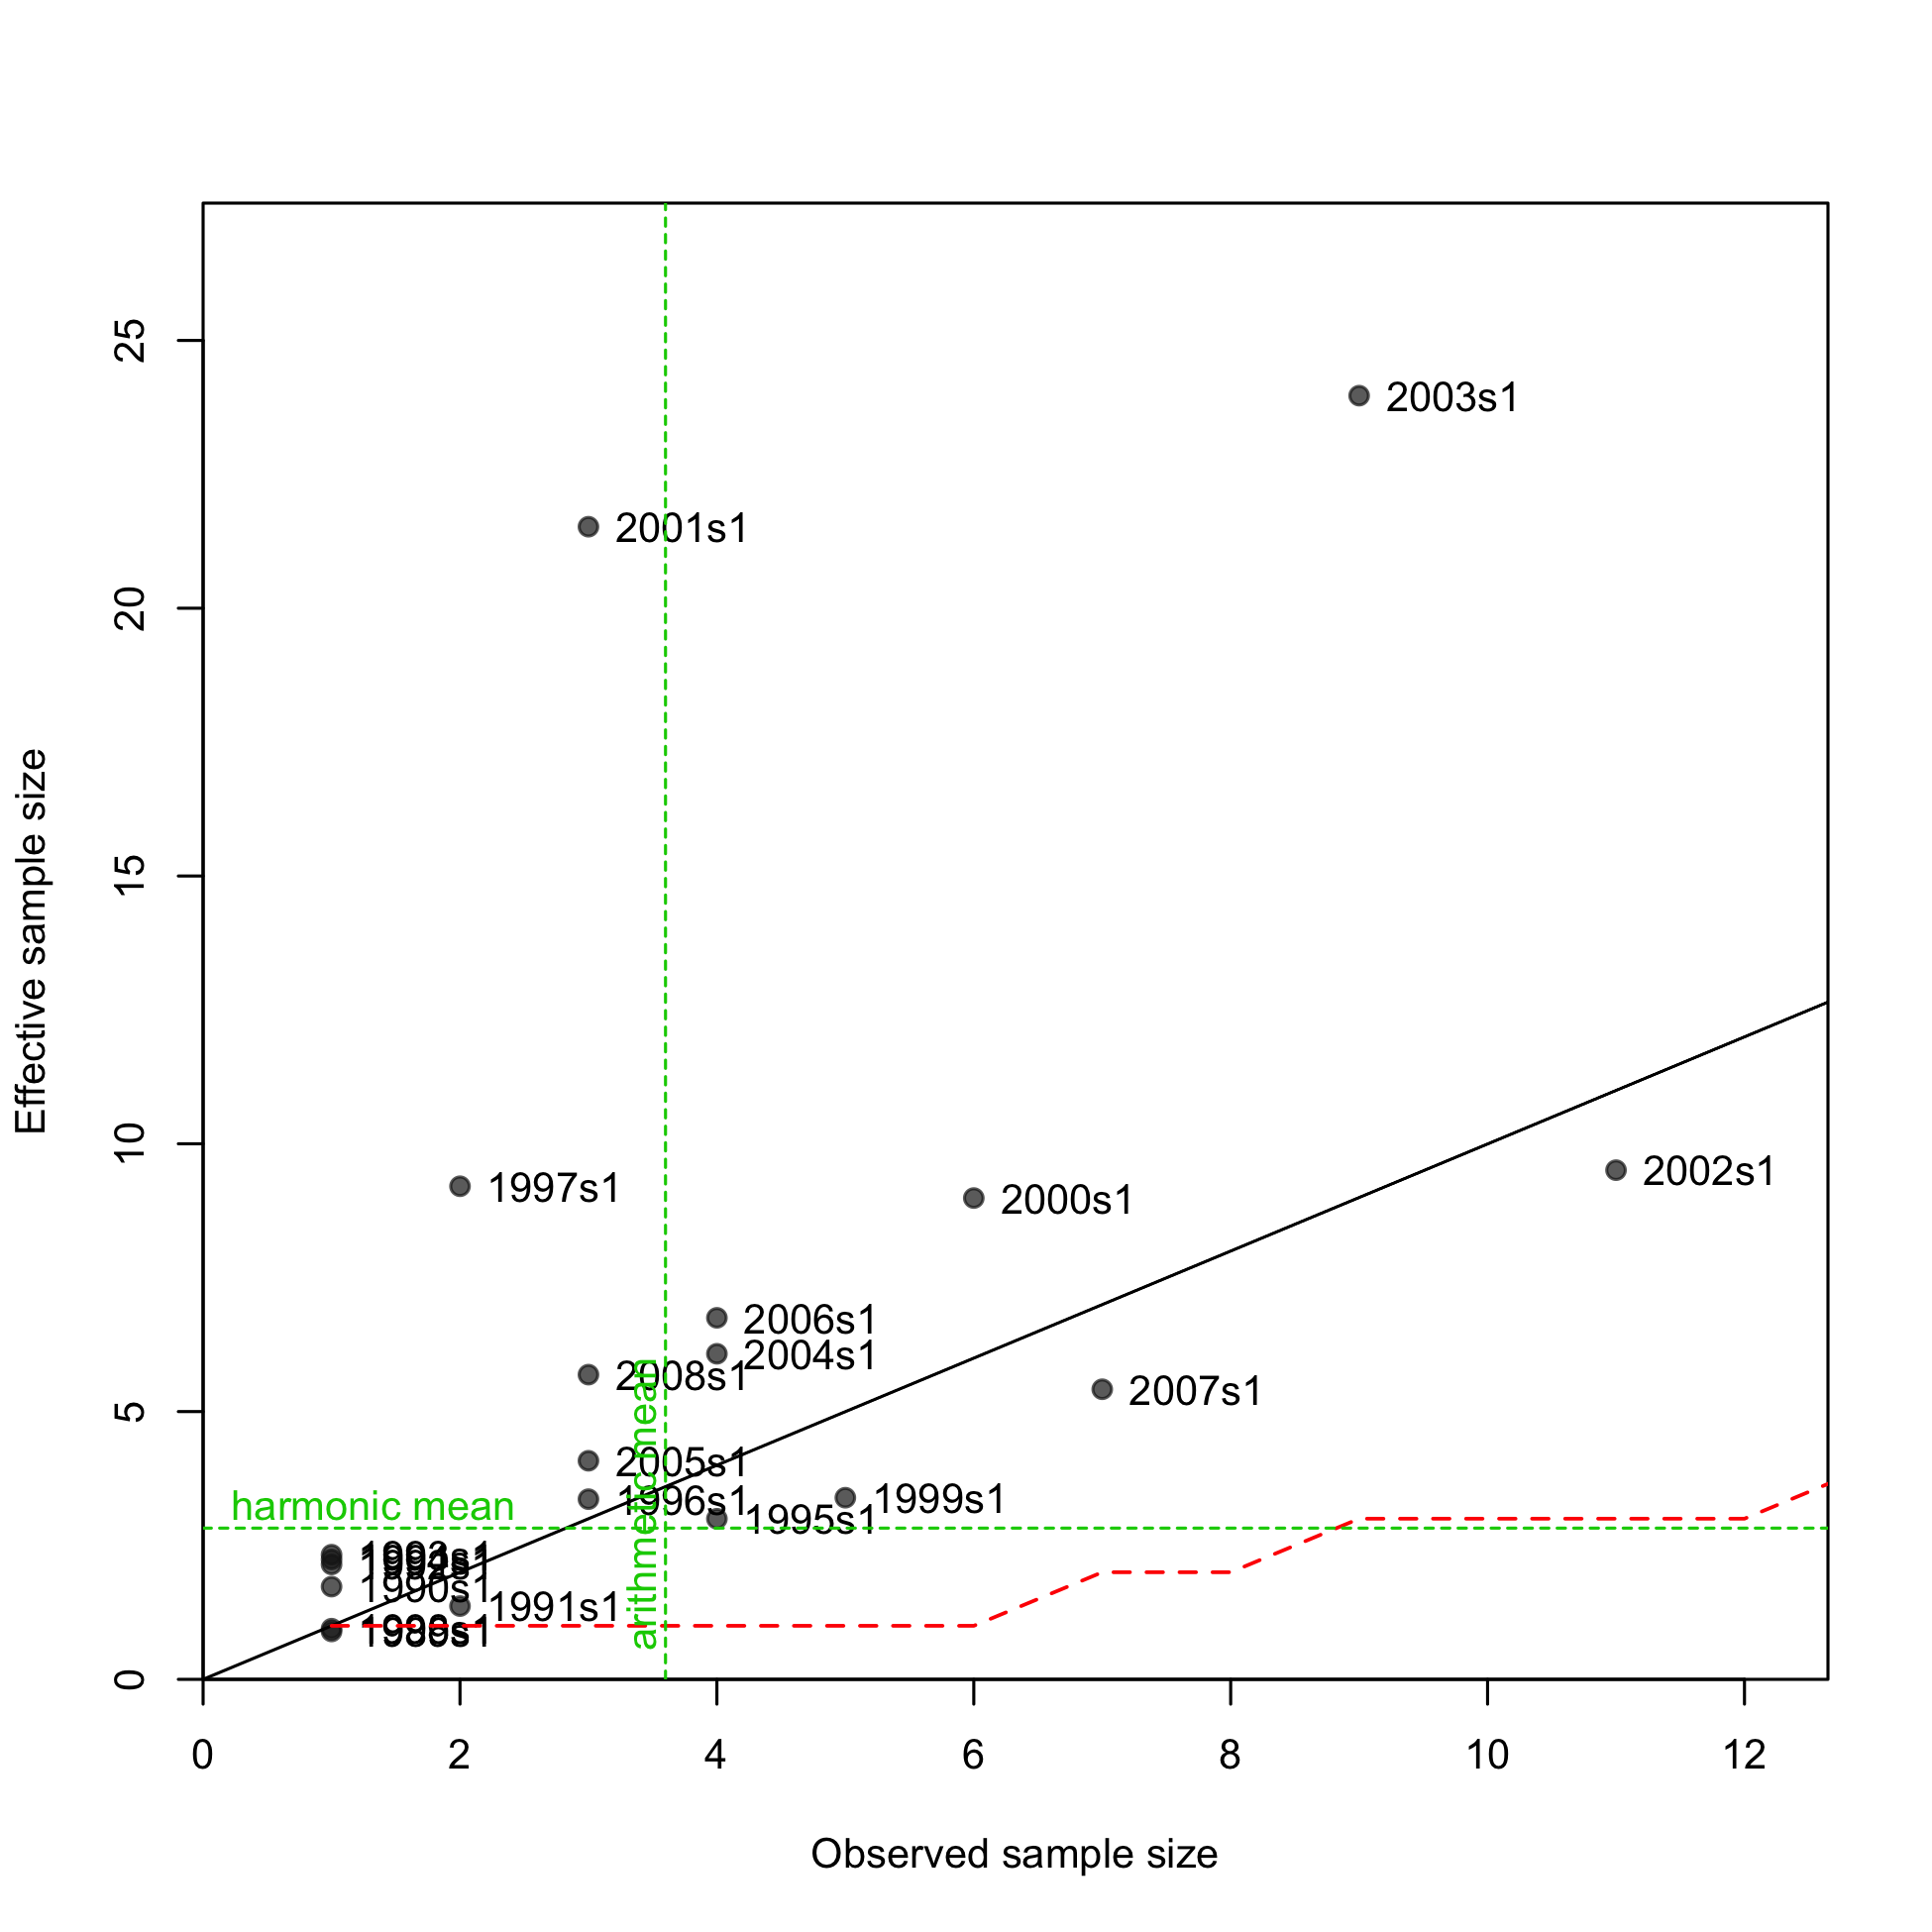 25
2003s1
2001s1
20
15
Effective sample size
10
1997s1
2000s1
2002s1
2006s1
2004s1
2008s1
2007s1
5
2005s1
harmonic mean
1996s1
1995s1
1999s1
arithmetic mean
1990s1
1991s1
0
0 2 4 6 8 10 12
Observed sample size